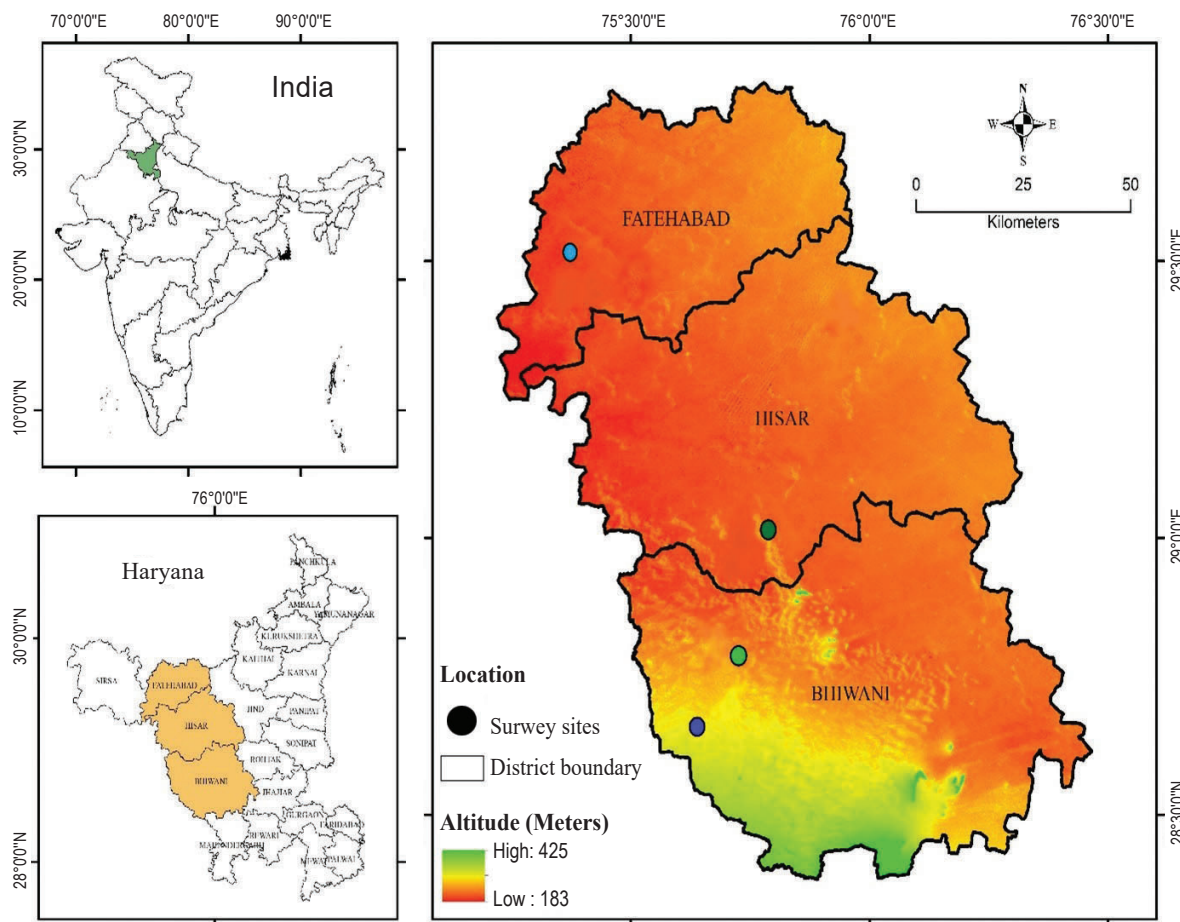 70°0'0"E
80°0'0"E
90°0'0"E
India
30°0'0"N
20°0'0"N
10°0'0"N
76°0'0"E
Haryana
PANCHKULA
AMBALA
YAMUNANAGAR
KURUKSHETRA
KAITHAL
KARNAL
SIRSA
FATEHABAD
JIND
PANIPAT
HISAR
SONIPAT
ROHTAK
BHIWANI
JHAJJAR
GURGAON
FARIDABAD
REWARI
MEWAT
PALWAL
30°0'0"N
28°0'0"N
75°30'0"E
76°0'0"E
76°30'0"E
N
W
E
S
0
25
50
Kilometers
FATEHABAD
HISAR
BHIWANI
29°30'0"E
29°0'0"E
28°30'0"E
Location
Surwey sites
District boundary
Altitude (Meters)
High: 425
Low : 183